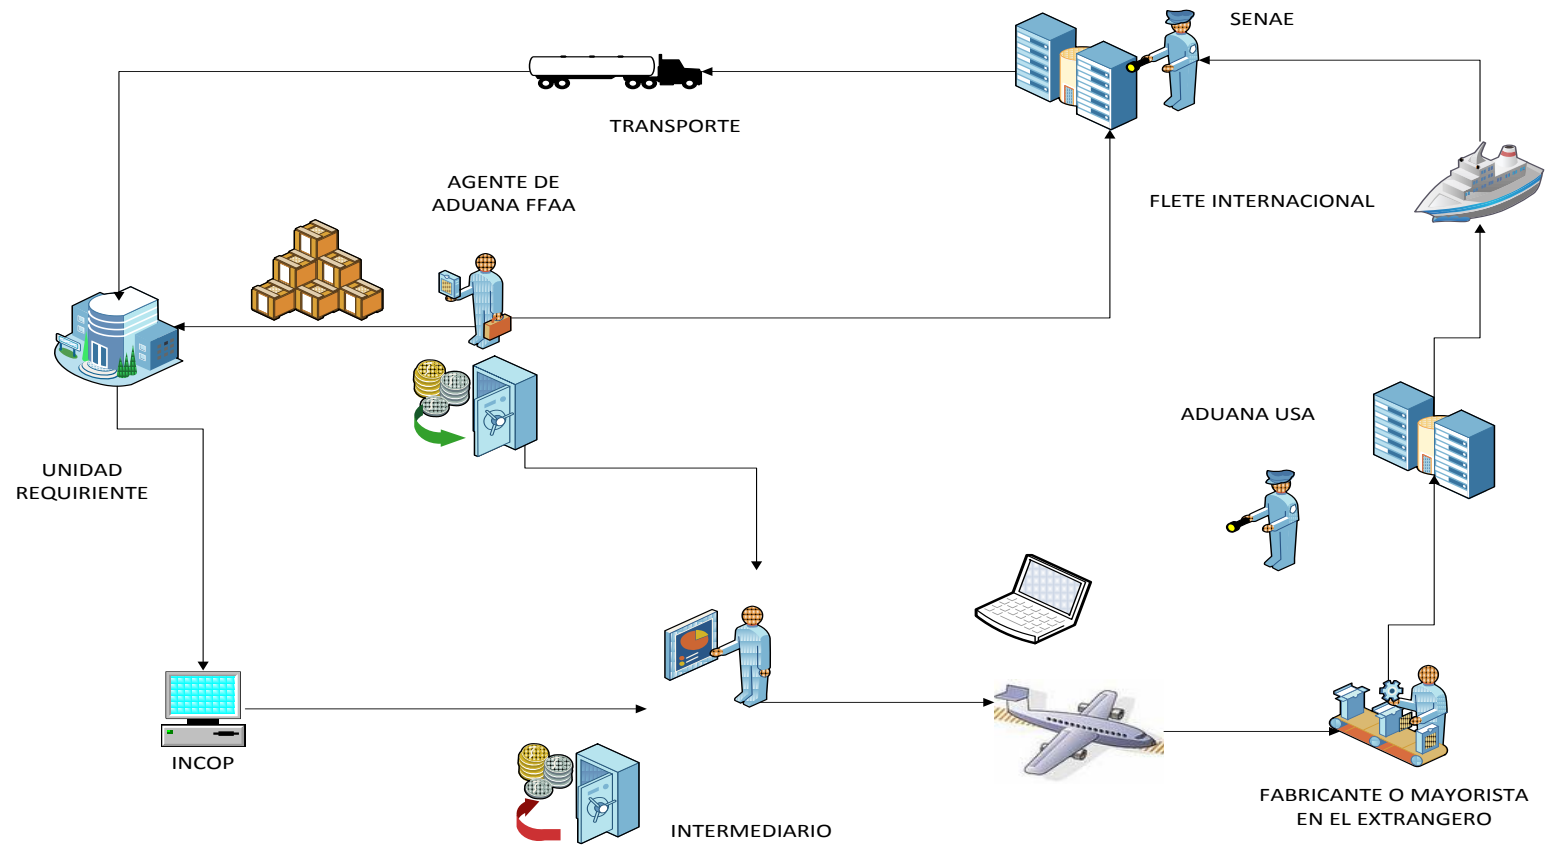 SENAE
TRANSPORTE
AGENTE DE
ADUANA FFAA
FLETE INTERNACIONAL
ADUANA USA
UNIDAD
REQUIRIENTE
INCOP
INTERMEDIARIO
FABRICANTE O MAYORISTA
EN EL EXTRANGERO